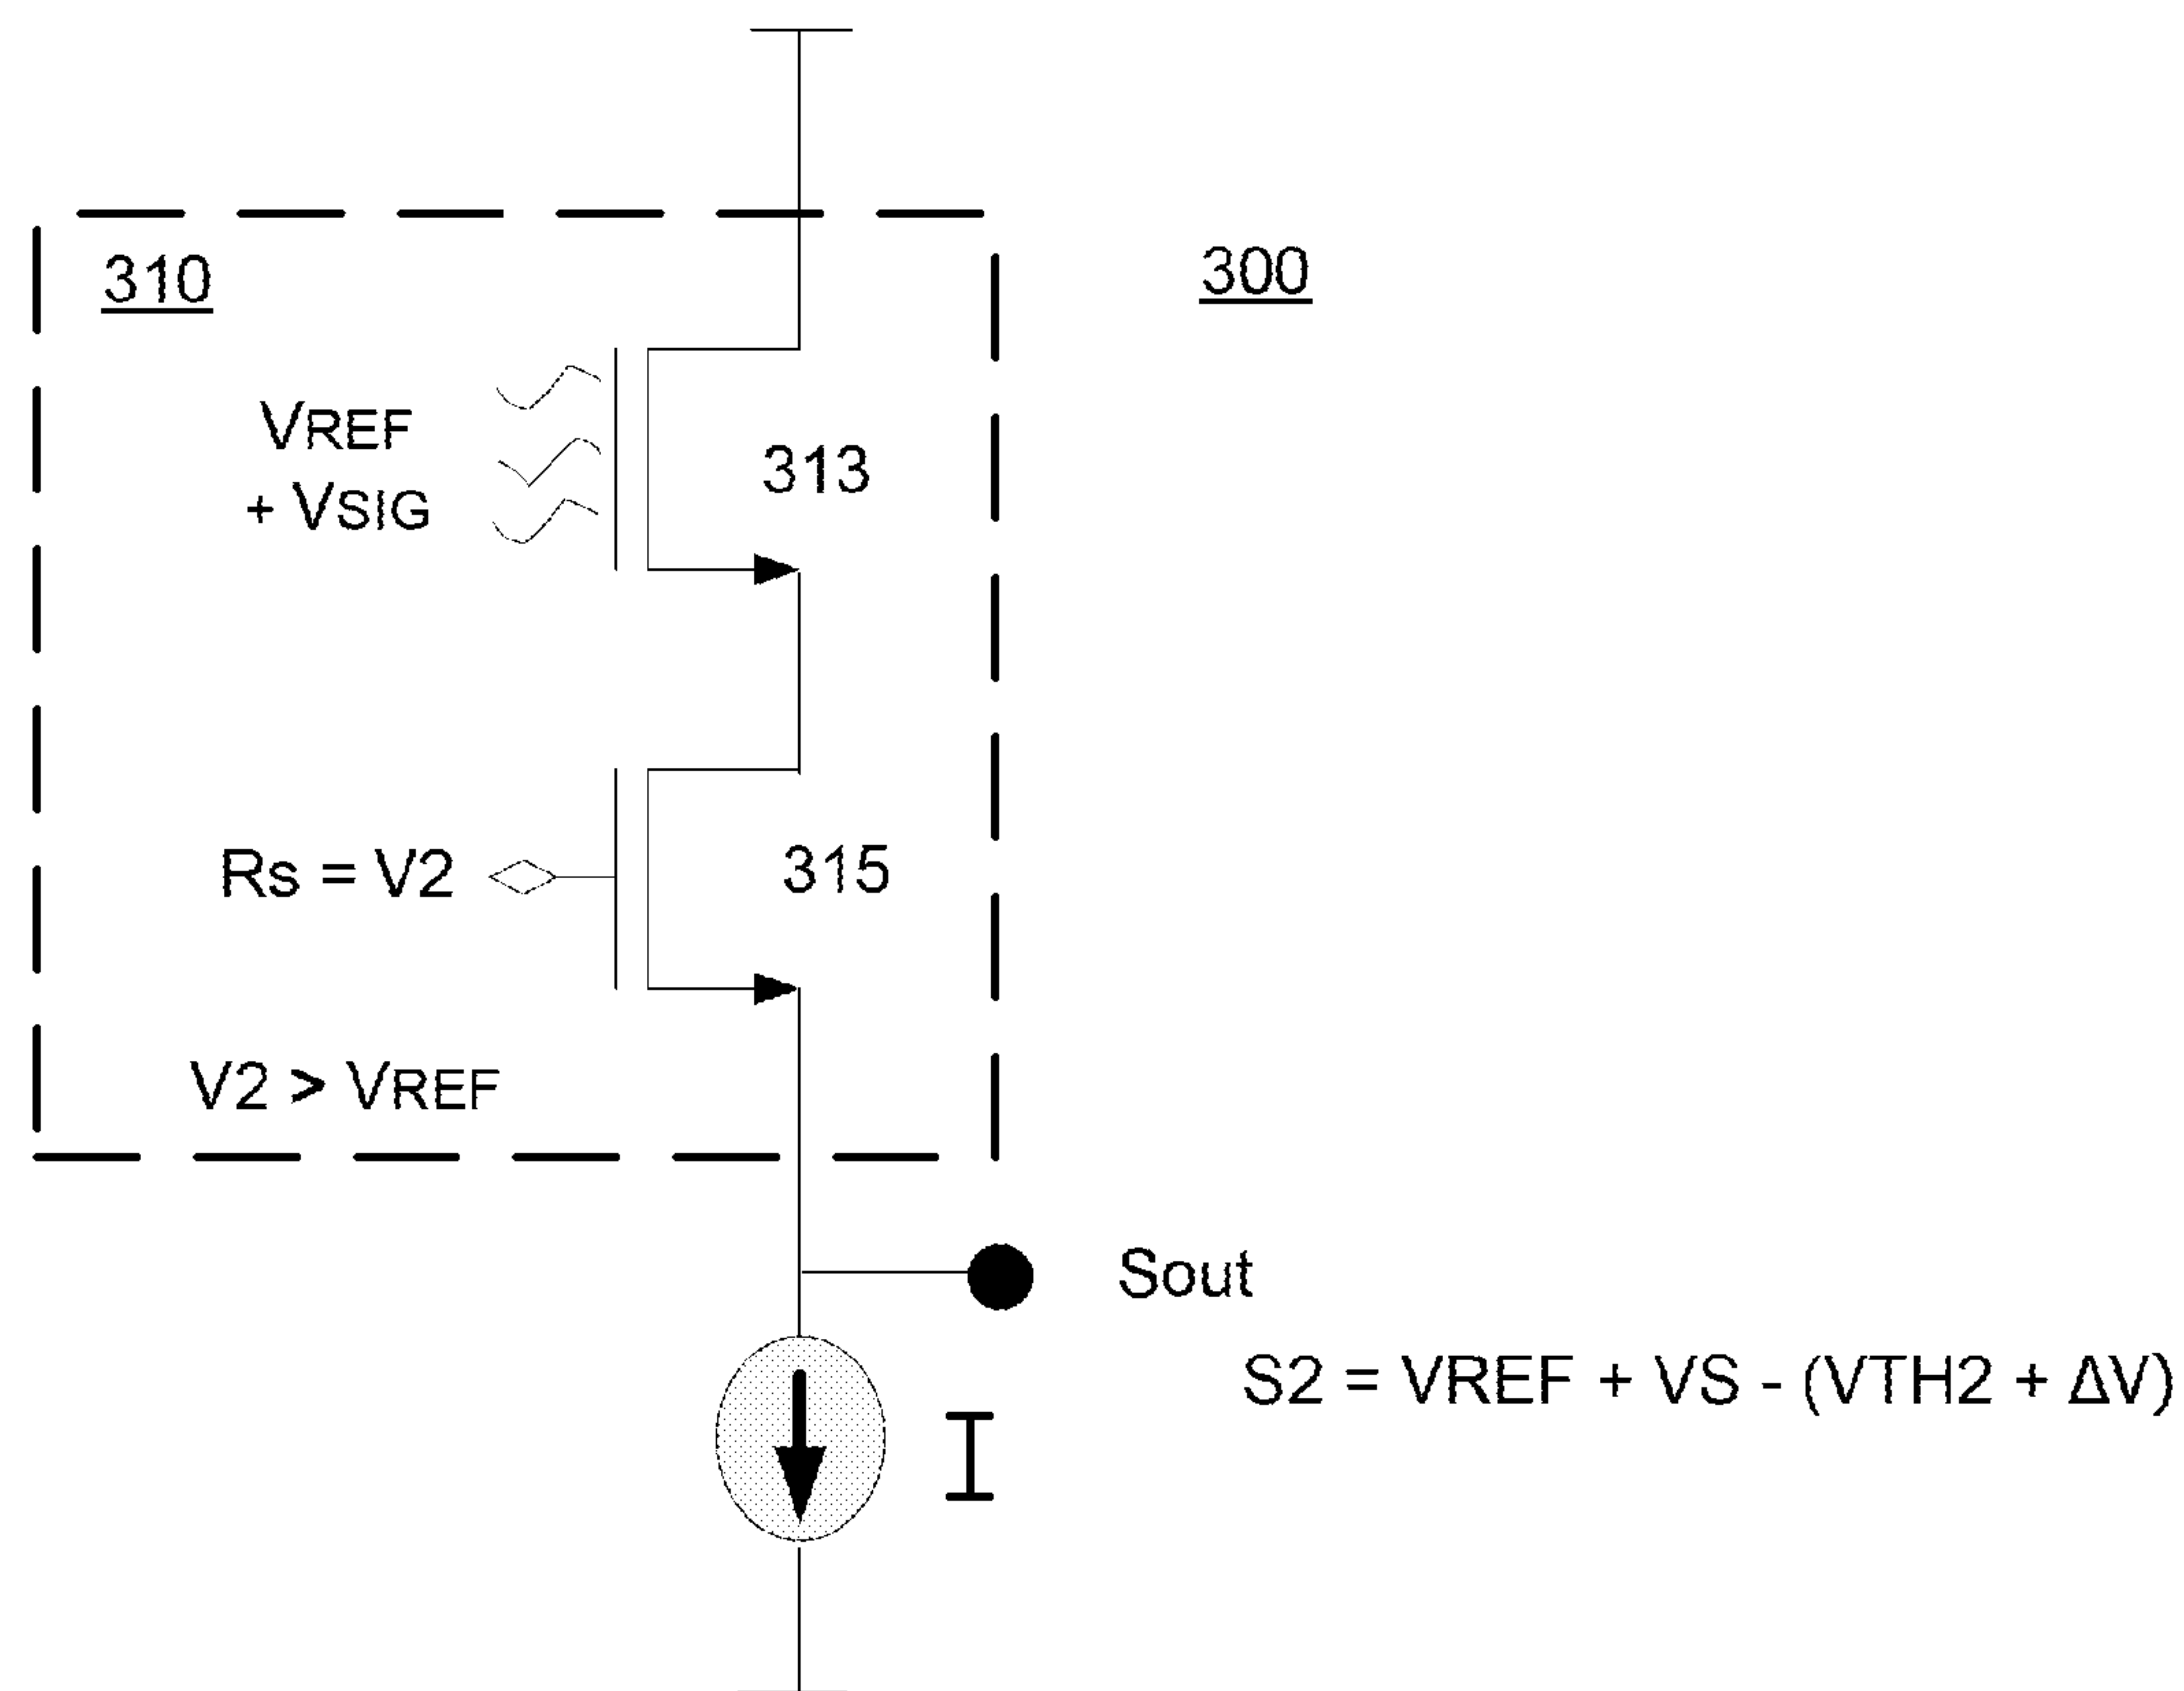 310
300
VREF
+ VSIG
313
Rs = V2
315
V2 > VREF
Sout
S2 = VREF + VS - (VTH2 + ΔV)
I